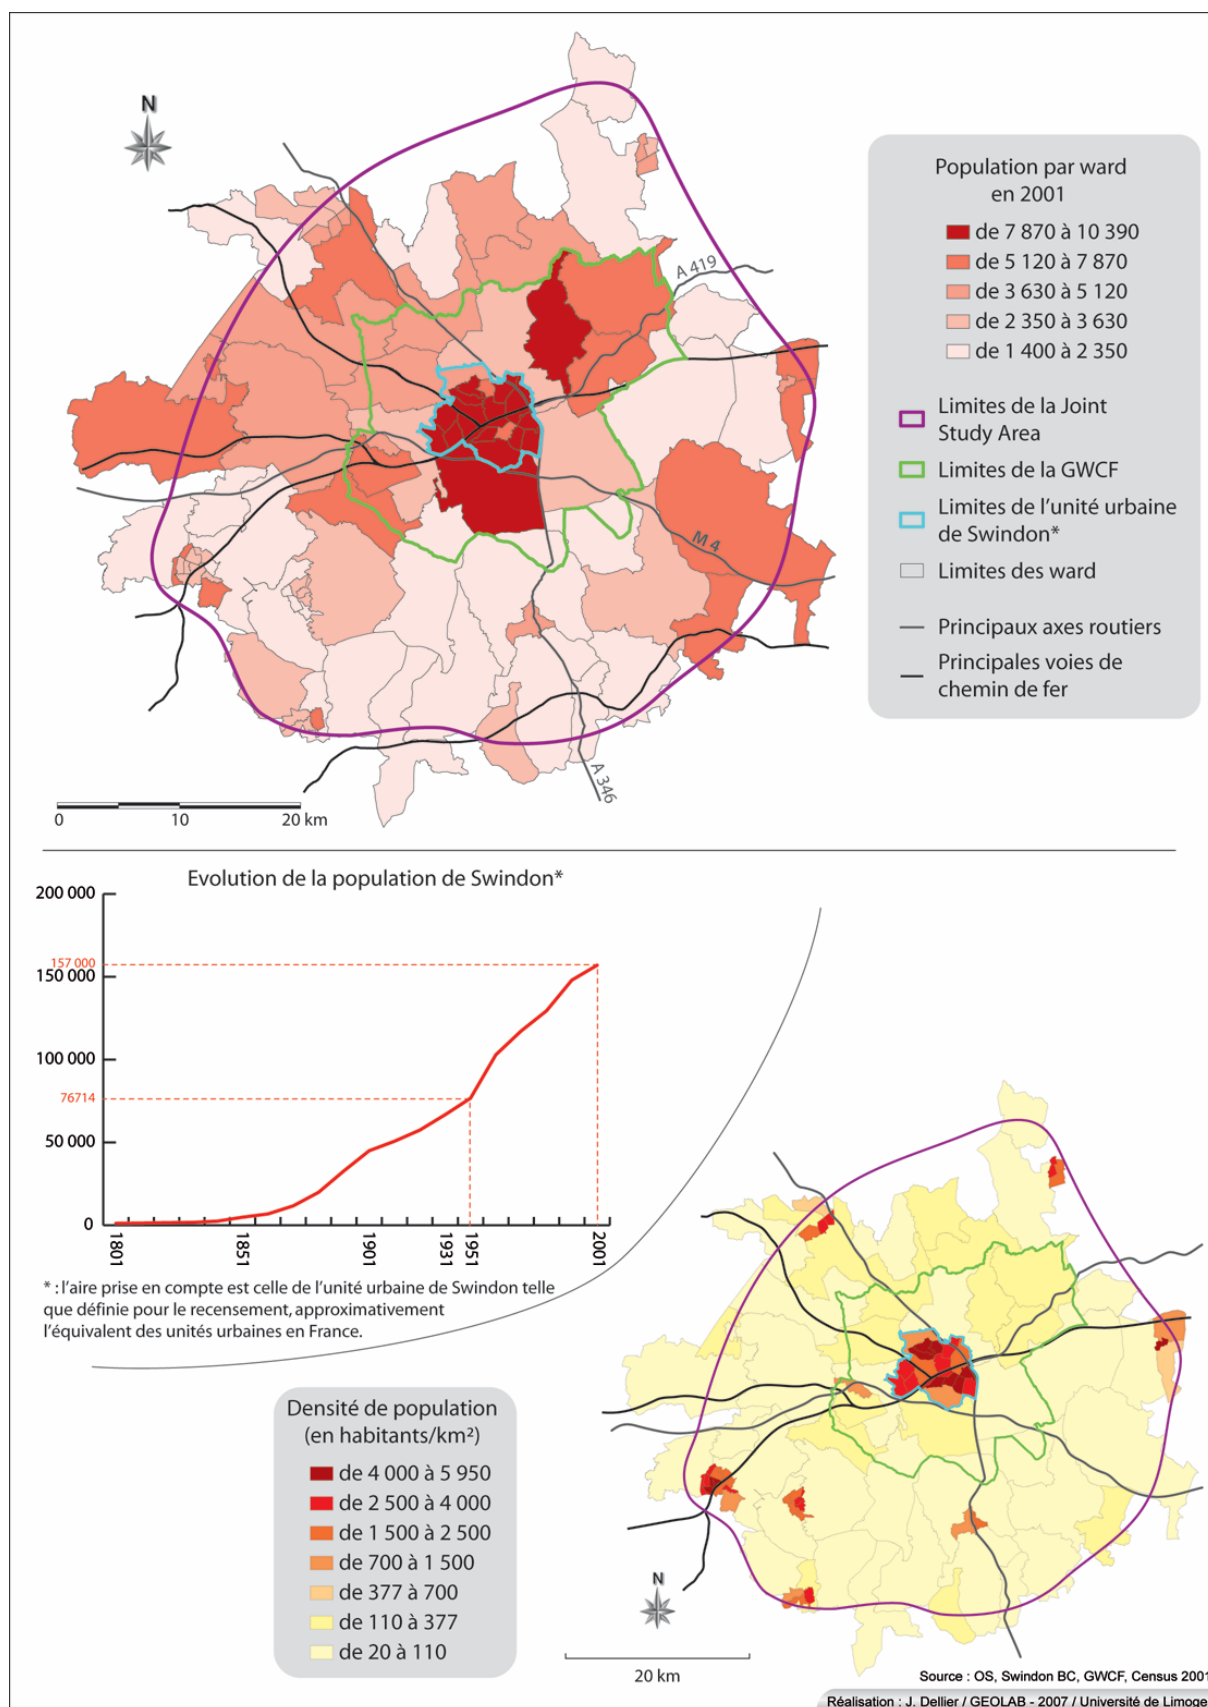 N
Population par ward
en 2001
de 7 870 à 10 390
de 5 120 à 7 870
de 3 630 à 5 120
de 2 350 à 3 630
de 1 400 à 2 350
Limites de la Joint
Study Area
Limites de la GWCF
Limites de l'unité urbaine
de Swindon*
Limites des ward
Principaux axes routiers
Principales voies de
chemin de fer
A 419
M 4
A 346
0 10 20 km
Evolution de la population de Swindon*
200 000
157 000
150 000
100 000
76714
50 000
0
1801 1851 1901 1931 1951 2001
* : l'aire prise en compte est celle de l'unité urbaine de Swindon telle
que définie pour le recensement, approximativement
l'équivalent des unités urbaines en France.
Densité de population
(en habitants/km²)
de 4 000 à 5 950
de 2 500 à 4 000
de 1 500 à 2 500
de 700 à 1 500
de 377 à 700
de 110 à 377
de 20 à 110
N
20 km
Source : OS, Swindon BC, GWCF, Census 2001
Réalisation : J. Dellier / GEOLAB - 2007 / Université de Limoge